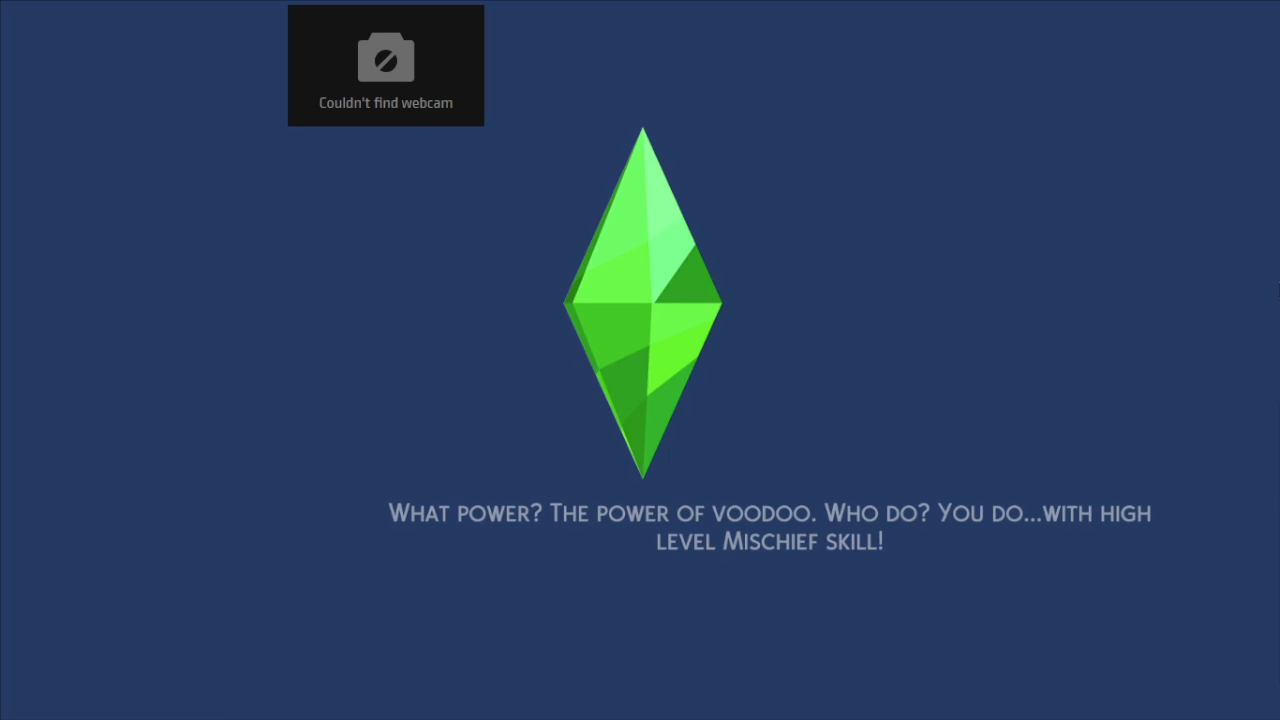 Couldn't find webcam
What power? The power of voodoo. Who do? You do...with high
level Mischief skill!